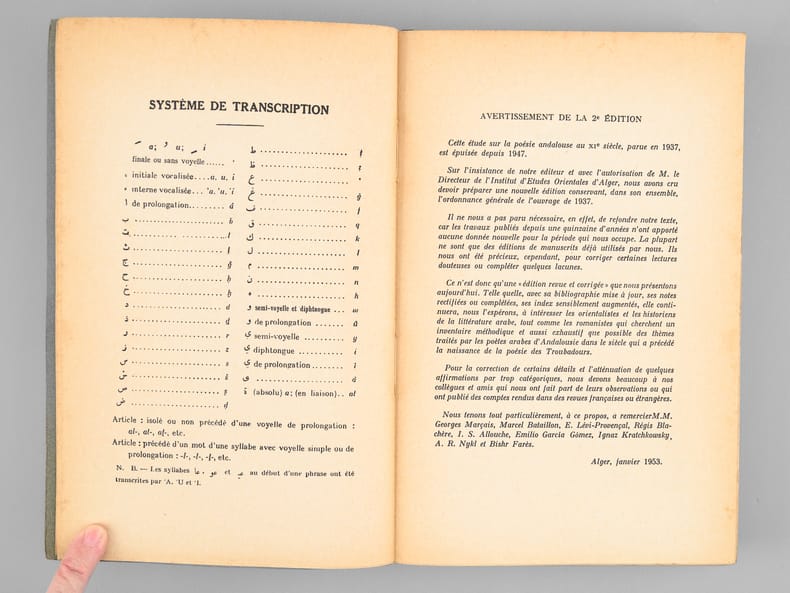 SYSTÈME DE TRANSCRIPTION
a; u; i
finale ou sans voyelle...... '
initiale vocalisée....a, u, i
interne vocalisée... 'a, 'u, 'i
ا de prolongation..... â
ب ..... b
ت ..... t
ث
ج
ح
خ
د ..... d
ذ
ر ..... r
ز ..... z
س ..... s
ش
ص
ض
ط
ظ
ع
غ
ف ..... f
ق ..... q
ك ..... k
ل ..... l
م ..... m
ن ..... n
ه ..... h
و semi-voyelle et diphtongue ... w
و de prolongation ..... û
ي semi-voyelle ..... y
ي diphtongue ..... i
ي de prolongation ..... î
ى ..... â
ة (absolu) a; (en liaison).. at
Article : isolé ou non précédé d'une voyelle de prolongation :
al-, al-, af-, etc.
Article : précédé d'un mot d'une syllabe avec voyelle simple ou de
prolongation : -l-, -l-, -f-, etc.
N. B. — Les syllabes عا , عو et عي au début d'une phrase ont été
transcrites par 'A, 'U et 'I.
AVERTISSEMENT DE LA 2e ÉDITION
Cette étude sur la poésie andalouse au XIe siècle, parue en 1937,
est épuisée depuis 1947.
Sur l'insistance de notre éditeur et avec l'autorisation de M. le
Directeur de l'Institut d'Etudes Orientales d'Alger, nous avons cru
devoir préparer une nouvelle édition conservant, dans son ensemble,
l'ordonnance générale de l'ouvrage de 1937.
Il ne nous a pas paru nécessaire, en effet, de refondre notre texte,
car les travaux publiés depuis une quinzaine d'années n'ont apporté
aucune donnée nouvelle pour la période qui nous occupe. La plupart
ne sont que des éditions de manuscrits déjà utilisés par nous. Ils
nous ont été précieux, cependant, pour corriger certaines lectures
douteuses ou compléter quelques lacunes.
Ce n'est donc qu'une « édition revue et corrigée » que nous présentons
aujourd'hui. Telle quelle, avec sa bibliographie mise à jour, ses notes
rectifiées ou complétées, ses index sensiblement augmentés, elle conti-
nuera, nous l'espérons, à intéresser les orientalistes et les historiens
de la littérature arabe, tout comme les romanistes qui cherchent un
inventaire méthodique et aussi exhaustif que possible des thèmes
traités par les poètes arabes d'Andalousie dans le siècle qui a précédé
la naissance de la poésie des Troubadours.
Pour la correction de certains détails et l'atténuation de quelques
affirmations par trop catégoriques, nous devons beaucoup à nos
collègues et amis qui nous ont fait part de leurs observations ou qui
ont publié des comptes rendus dans des revues françaises ou étrangères.
Nous tenons tout particulièrement, à ce propos, a remercierM.M.
Georges Marçais, Marcel Bataillon, E. Lévi-Provençal, Régis Bla-
chère, I. S. Allouche, Emilio Garcia Gómez, Ignaz Kratchkowsky,
A. R. Nykl et Bishr Farès.
Alger, janvier 1953.